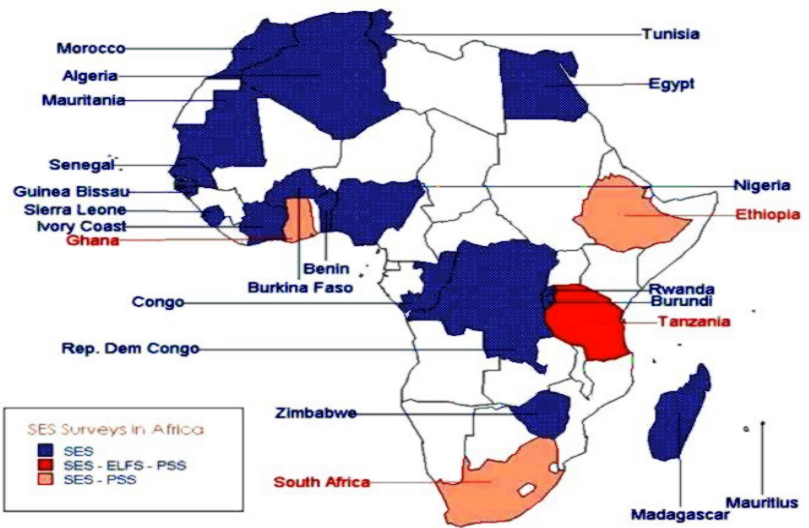 Morocco
Tunisia
Algeria
Egypt
Mauritania
Senegal
Nigeria
Guinea Bissau
Sierra Leone
Ethiopia
Ivory Coast
Ghana
Benin
Burkina Faso
Rwanda
Congo
Burundi
Tanzania
Rep. Dem Congo
Zimbabwe
SES Surveys in Africa
SES
SES - ELFS - PSS
SES - PSS
South Africa
Madagascar
Mauritius